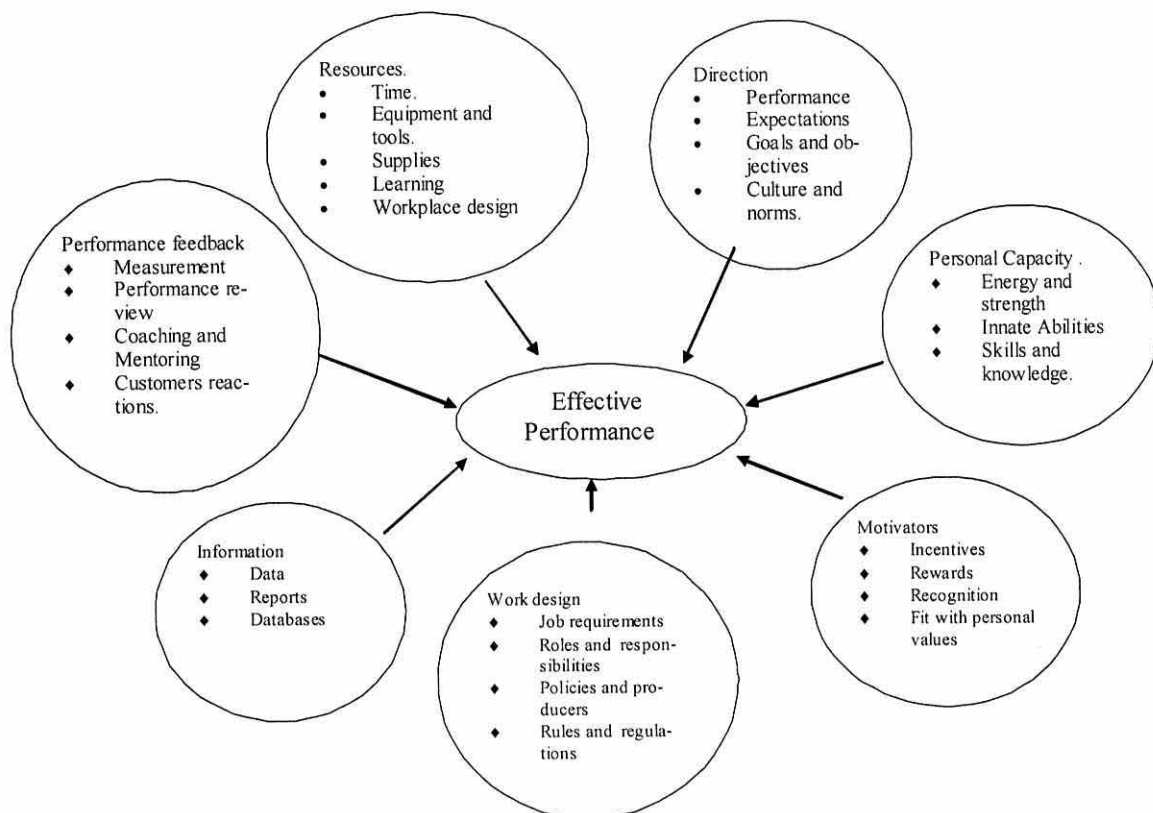 Resources.
• Time.
• Equipment and
tools.
• Supplies
• Learning
• Workplace design
Direction
• Performance
• Expectations
• Goals and ob-
jectives
• Culture and
norms.
Performance feedback
♦ Measurement
♦ Performance re-
view
♦ Coaching and
Mentoring
♦ Customers reac-
tions.
Personal Capacity .
♦ Energy and
strength
♦ Innate Abilities
♦ Skills and
knowledge.
Effective
Performance
Information
♦ Data
♦ Reports
♦ Databases
Work design
♦ Job requirements
♦ Roles and respon-
sibilities
♦ Policies and pro-
ducers
♦ Rules and regula-
tions
Motivators
♦ Incentives
♦ Rewards
♦ Recognition
♦ Fit with personal
values